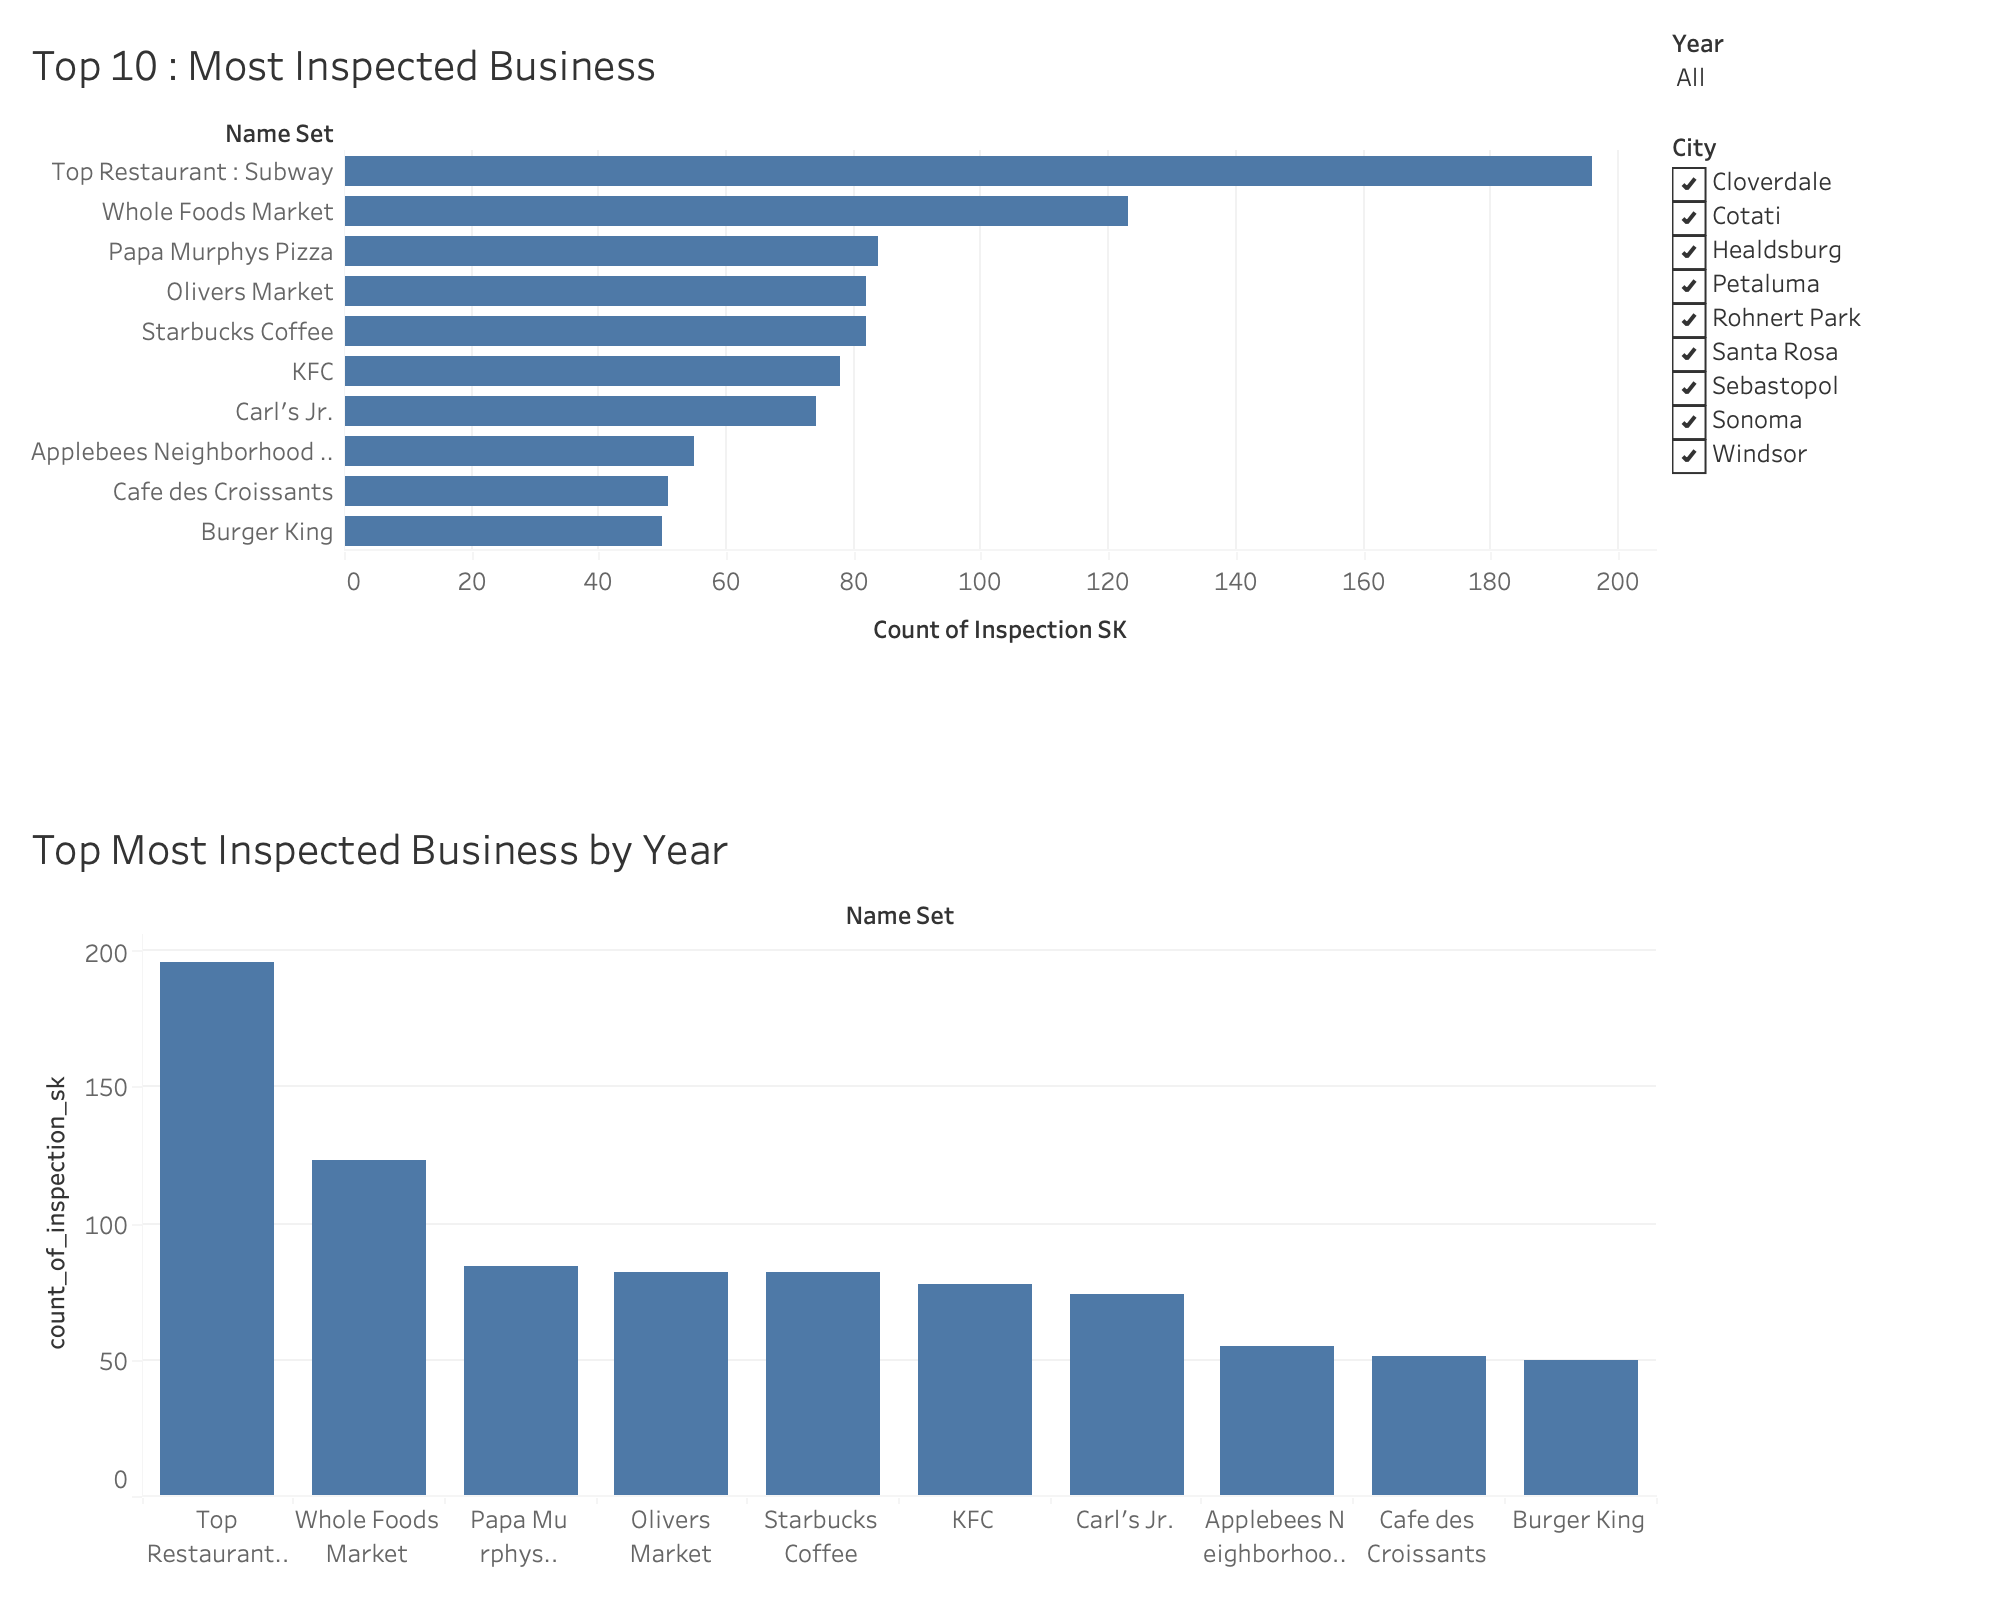 Top 10 : Most Inspected Business
Name Set
Top Restaurant : Subway
Whole Foods Market
Papa Murphys Pizza
Olivers Market
Starbucks Coffee
KFC
Carl's Jr.
Applebees Neighborhood ..
Cafe des Croissants
Burger King
0 20 40 60 80 100 120 140 160 180 200
Count of Inspection SK
Year
All
City
Cloverdale
Cotati
Healdsburg
Petaluma
Rohnert Park
Santa Rosa
Sebastopol
Sonoma
Windsor
Top Most Inspected Business by Year
Name Set
count_of_inspection_sk
200
150
100
50
0
Top
Restaurant..
Whole Foods
Market
Papa Mu
rphys..
Olivers
Market
Starbucks
Coffee
KFC
Carl's Jr.
Applebees N
eighborhoo..
Cafe des
Croissants
Burger King